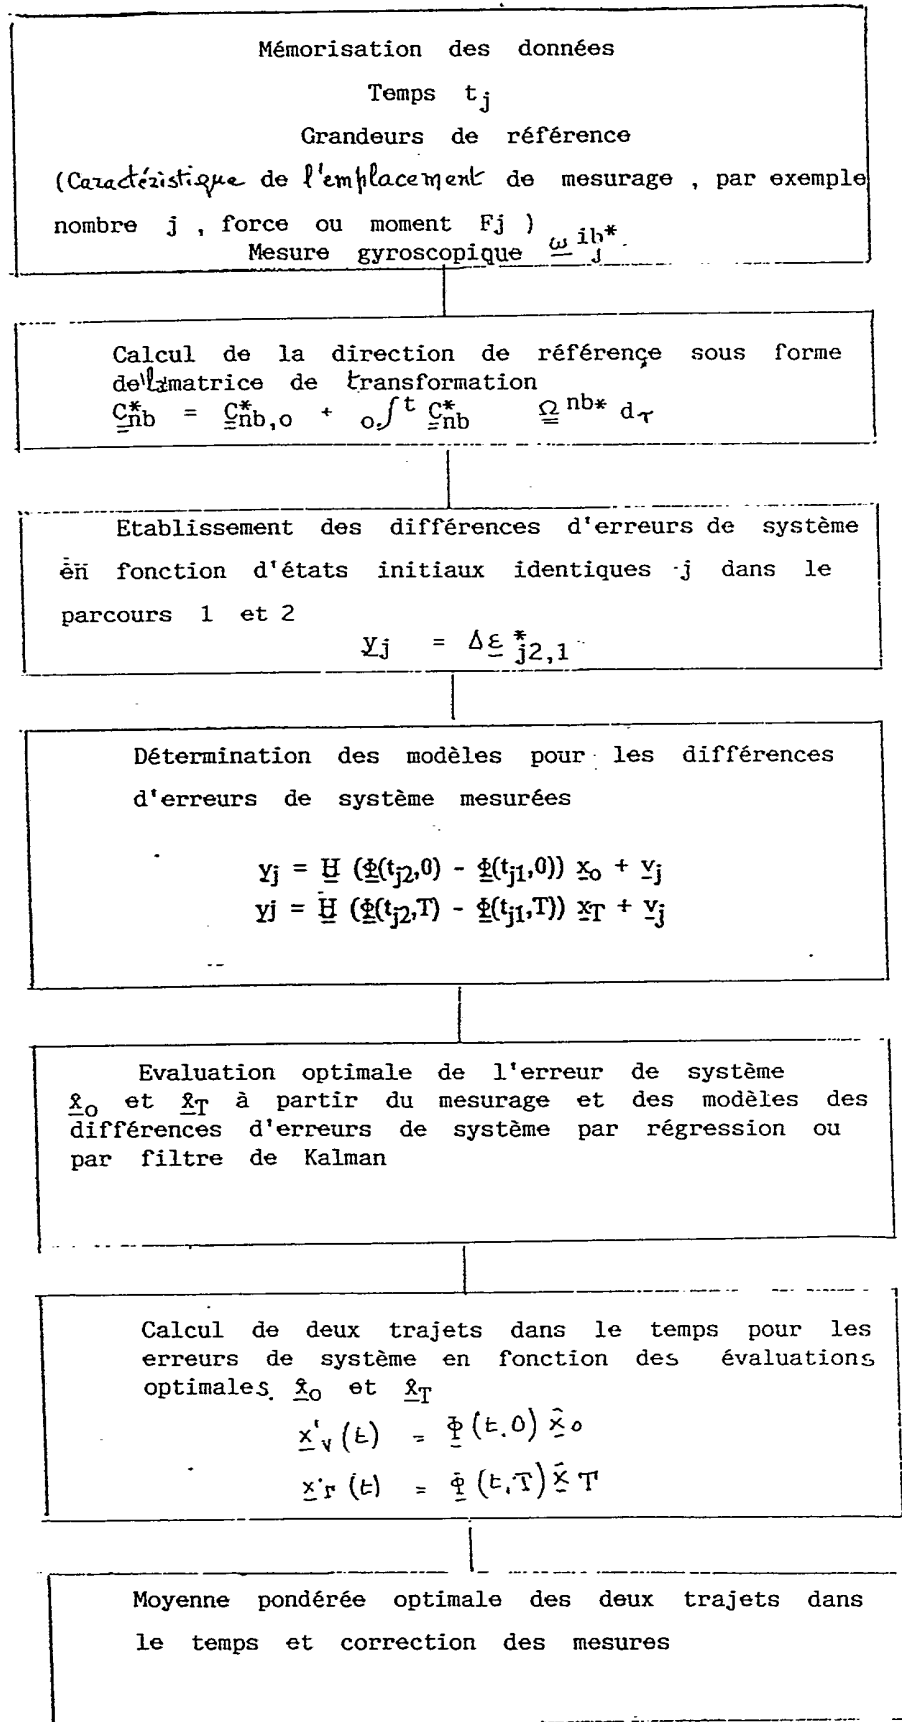 Mémorisation des données
Temps tj
Grandeurs de référence
(Caractéristique de l'emplacement de mesurage , par exemple
nombre j , force ou moment Fj )
Mesure gyroscopique ω ib* j
Calcul de la direction de référence sous forme
de la matrice de transformation
C*nb = C*nb,o + o∫t C*nb Ω nb* dτ
Etablissement des différences d'erreurs de système
en fonction d'états initiaux identiques j dans le
parcours 1 et 2
yj = Δε *j2,1
Détermination des modèles pour les différences
d'erreurs de système mesurées
yj = H (Φ(tj2,0) - Φ(tj1,0)) xo + vj
yj = H (Φ(tj2,T) - Φ(tj1,T)) xT + vj
Evaluation optimale de l'erreur de système
x̂o et x̂T à partir du mesurage et des modèles des
différences d'erreurs de système par régression ou
par filtre de Kalman
Calcul de deux trajets dans le temps pour les
erreurs de système en fonction des évaluations
optimales x̂o et x̂T
x'v (t) = Φ (t,0) x̂o
x'r (t) = Φ (t,T) x̂T
Moyenne pondérée optimale des deux trajets dans
le temps et correction des mesures